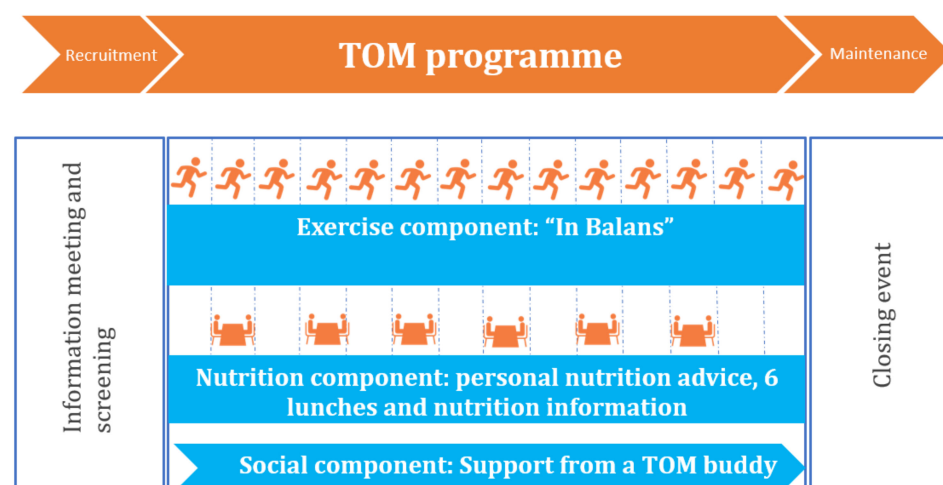 Recruitment
TOM programme
Maintenance
Information meeting and
screening
Exercise component: “In Balans”
Nutrition component: personal nutrition advice, 6
lunches and nutrition information
Social component: Support from a TOM buddy
Closing event